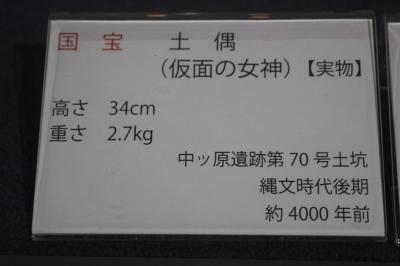 国 宝 土 偶
（仮面の女神）【実物】
高さ 34cm
重さ 2.7kg
中ッ原遺跡第 70 号土坑
縄文時代後期
約 4000 年前